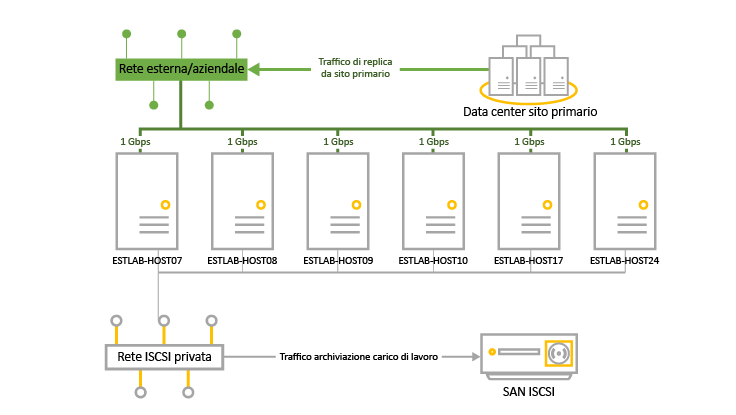 Rete esterna/aziendale
Traffico di replica
da sito primario
Data center sito primario
1 Gbps
1 Gbps
1 Gbps
1 Gbps
1 Gbps
1 Gbps
ESTLAB-HOST07
ESTLAB-HOST08
ESTLAB-HOST09
ESTLAB-HOST10
ESTLAB-HOST17
ESTLAB-HOST24
Rete ISCSI privata
Traffico archiviazione carico di lavoro
SAN ISCSI